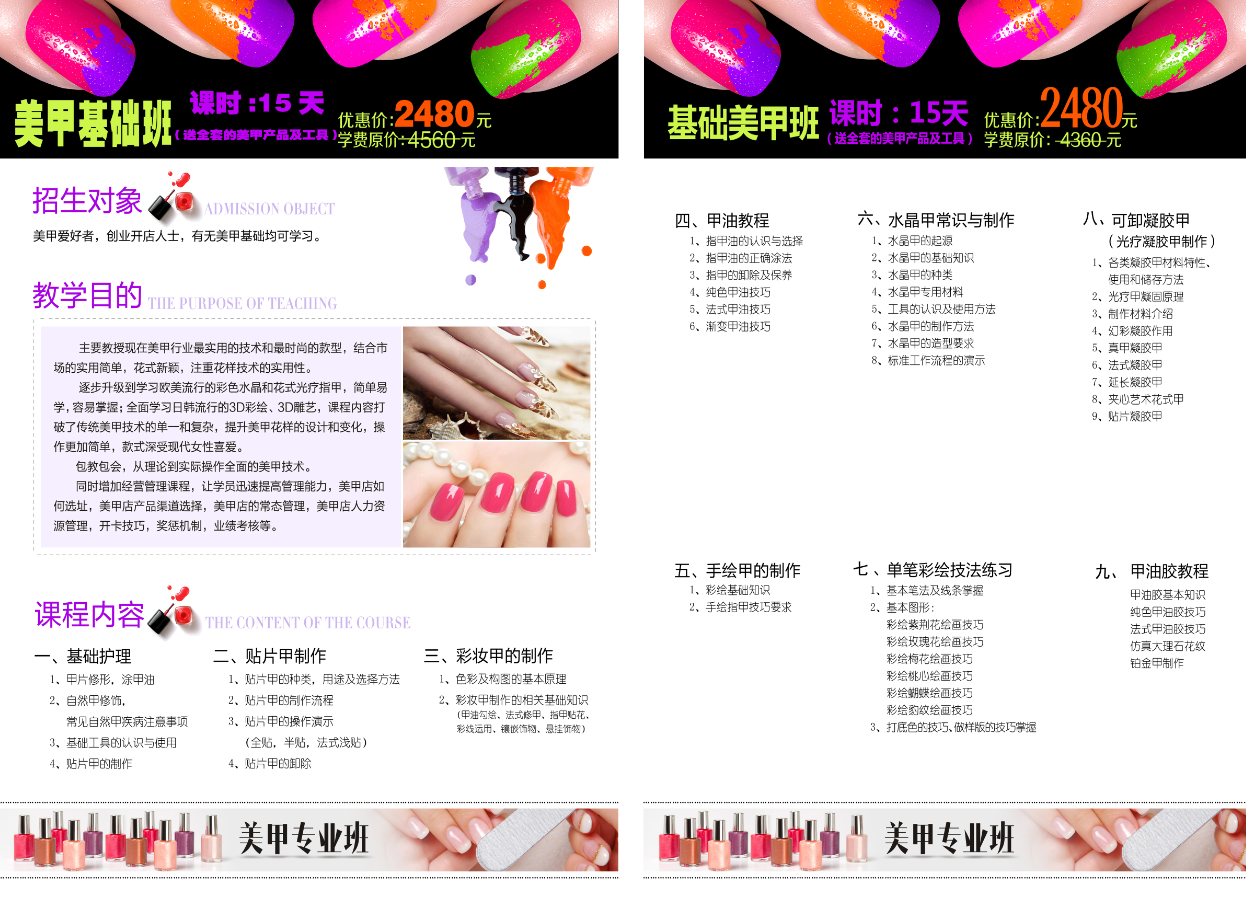 美甲基础班
课时:15 天
(送全套的美甲产品及工具)
优惠价:2480元
学费原价:4560元
招生对象
ADMISSION OBJECT
美甲爱好者，创业开店人士，有无美甲基础均可学习。
教学目的
THE PURPOSE OF TEACHING
主要教授现在美甲行业最实用的技术和最时尚的款型，结合市
场的实用简单，花式新颖，注重花样技术的实用性。
逐步升级到学习欧美流行的彩色水晶和花式光疗指甲，简单易
学，容易掌握；全面学习日韩流行的3D彩绘、3D雕艺，课程内容打
破了传统美甲技术的单一和复杂，提升美甲花样的设计和变化，操
作更加简单，款式深受现代女性喜爱。
包教包会，从理论到实际操作全面的美甲技术。
同时增加经营管理课程，让学员迅速提高管理能力，美甲店如
何选址，美甲店产品渠道选择，美甲店的常态管理，美甲店人力资
源管理，开卡技巧，奖惩机制，业绩考核等。
课程内容
THE CONTENT OF THE COURSE
一、基础护理
1、甲片修形，涂甲油
2、自然甲修饰，
常见自然甲疾病注意事项
3、基础工具的认识与使用
4、贴片甲的制作
二、贴片甲制作
1、贴片甲的种类，用途及选择方法
2、贴片甲的制作流程
3、贴片甲的操作演示
（全贴，半贴，法式浅贴）
4、贴片甲的卸除
三、彩妆甲的制作
1、色彩及构图的基本原理
2、彩妆甲制作的相关基础知识
（甲油勾绘、法式修甲、指甲贴花、
彩线运用、镶嵌饰物、悬挂饰物）
美甲专业班
基础美甲班
课时：15天
(送全套的美甲产品及工具)
优惠价:2480元
学费原价: 4360元
四、甲油教程
1、指甲油的认识与选择
2、指甲油的正确涂法
3、指甲的卸除及保养
4、纯色甲油技巧
5、法式甲油技巧
6、渐变甲油技巧
六、水晶甲常识与制作
1、水晶甲的起源
2、水晶甲的基础知识
3、水晶甲的种类
4、水晶甲专用材料
5、工具的认识及使用方法
6、水晶甲的制作方法
7、水晶甲的造型要求
8、标准工作流程的演示
八、可卸凝胶甲
（光疗凝胶甲制作）
1、各类凝胶甲材料特性、
使用和储存方法
2、光疗甲凝固原理
3、制作材料介绍
4、幻彩凝胶作用
5、真甲凝胶甲
6、法式凝胶甲
7、延长凝胶甲
8、夹心艺术花式甲
9、贴片凝胶甲
五、手绘甲的制作
1、彩绘基础知识
2、手绘指甲技巧要求
七、单笔彩绘技法练习
1、基本笔法及线条掌握
2、基本图形：
彩绘紫荆花绘画技巧
彩绘玫瑰花绘画技巧
彩绘梅花绘画技巧
彩绘桃心绘画技巧
彩绘蝴蝶绘画技巧
彩绘豹纹绘画技巧
3、打底色的技巧、做样版的技巧掌握
九、甲油胶教程
甲油胶基本知识
纯色甲油胶技巧
法式甲油胶技巧
仿真大理石花纹
铂金甲制作
美甲专业班